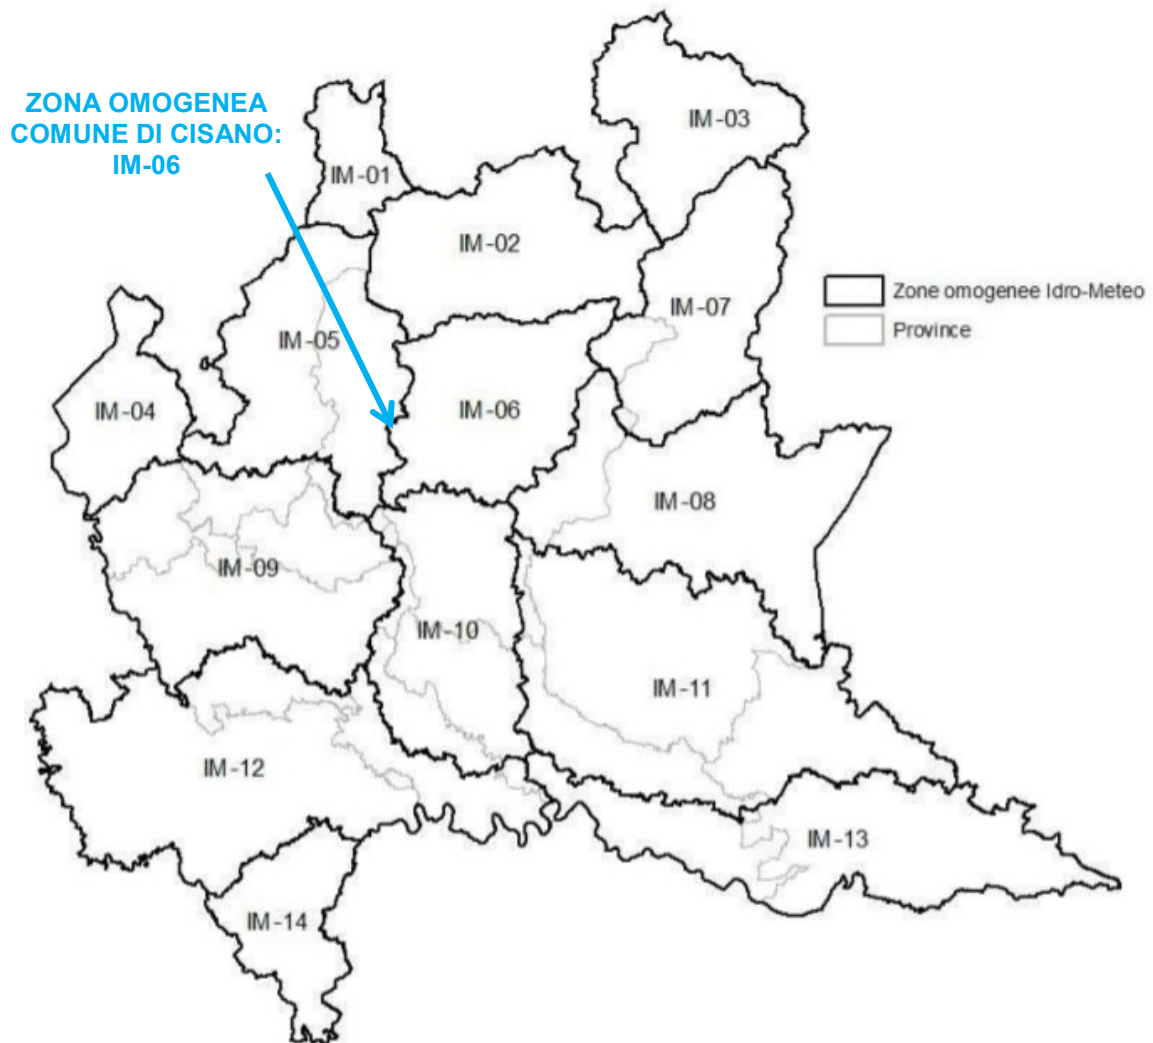 ZONA OMOGENEA
COMUNE DI CISANO:
IM-06
IM-03
IM-01
IM-02
IM-07
Zone omogenee Idro-Meteo
Province
IM-05
IM-04
IM-06
IM-08
IM-09
IM-10
IM-11
IM-12
IM-13
IM-14